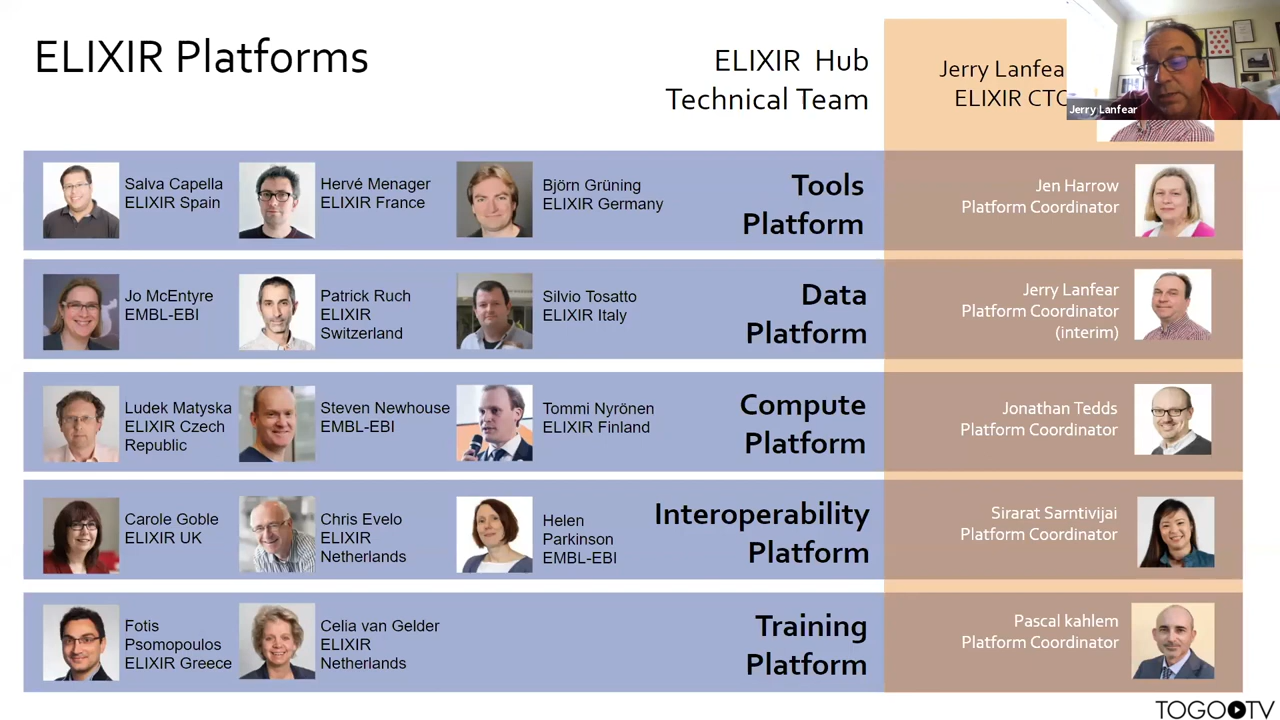 ELIXIR Platforms
ELIXIR Hub
Technical Team
Jerry Lanfea
ELIXIR CTO
Jerry Lanfear
Salva Capella
ELIXIR Spain
Hervé Menager
ELIXIR France
Björn Grüning
ELIXIR Germany
Tools
Platform
Jen Harrow
Platform Coordinator
Jo McEntyre
EMBL-EBI
Patrick Ruch
ELIXIR
Switzerland
Silvio Tosatto
ELIXIR Italy
Data
Platform
Jerry Lanfear
Platform Coordinator
(interim)
Ludek Matyska
ELIXIR Czech
Republic
Steven Newhouse
EMBL-EBI
Tommi Nyrönen
ELIXIR Finland
Compute
Platform
Jonathan Tedds
Platform Coordinator
Carole Goble
ELIXIR UK
Chris Evelo
ELIXIR
Netherlands
Helen
Parkinson
EMBL-EBI
Interoperability
Platform
Sirarat Sarntivijai
Platform Coordinator
Fotis
Psomopoulos
ELIXIR Greece
Celia van Gelder
ELIXIR
Netherlands
Training
Platform
Pascal kahlem
Platform Coordinator
TOGOTV